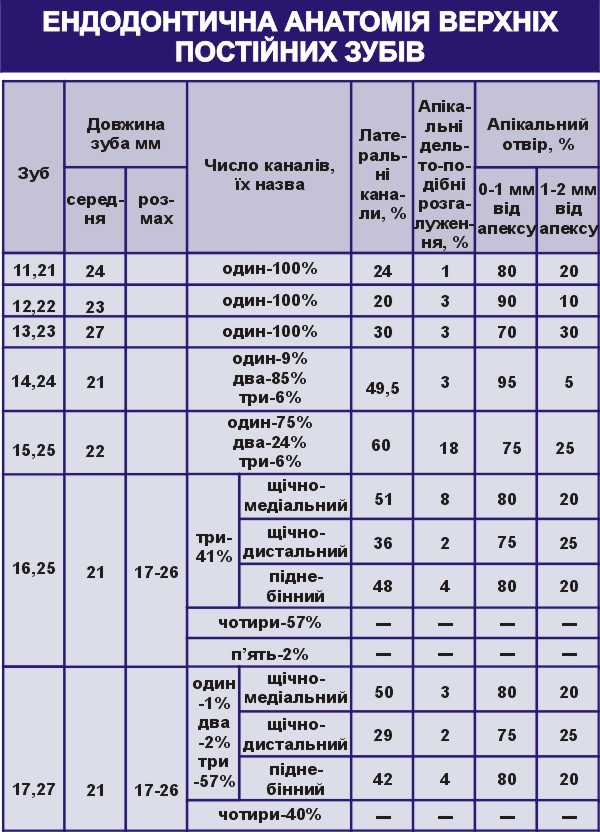 ЕНДОДОНТИЧНА АНАТОМІЯ ВЕРХНІХ
ПОСТІЙНИХ ЗУБІВ
Зуб
Довжина
зуба мм
серед-
ня
роз-
мах
Число каналів,
їх назва
Лате-
раль-
ні
кана-
ли, %
Апіка-
льні
дель-
то-по-
дібні
розга-
лужен-
ня, %
Апікальний
отвір, %
0-1 мм
від
апексу
1-2 мм
від
апексу
11,21 24 один-100% 24 1 80 20
12,22 23 один-100% 20 3 90 10
13,23 27 один-100% 30 3 70 30
14,24 21
один-9%
два-85%
три-6%
49,5 3 95 5
15,25 22
один-75%
два-24%
три-6%
60 18 75 25
16,25 21 17-26
три-
41%
щічно-
медіальний
51 8 80 20
щічно-
дистальний
36 2 75 25
підне-
бінний
48 4 80 20
чотири-57% — — — —
п’ять-2% — — — —
17,27 21 17-26
один
-1%
два
-2%
три
-57%
щічно-
медіальний
50 3 80 20
щічно-
дистальний
29 2 75 25
підне-
бінний
42 4 80 20
чотири-40% — — — —